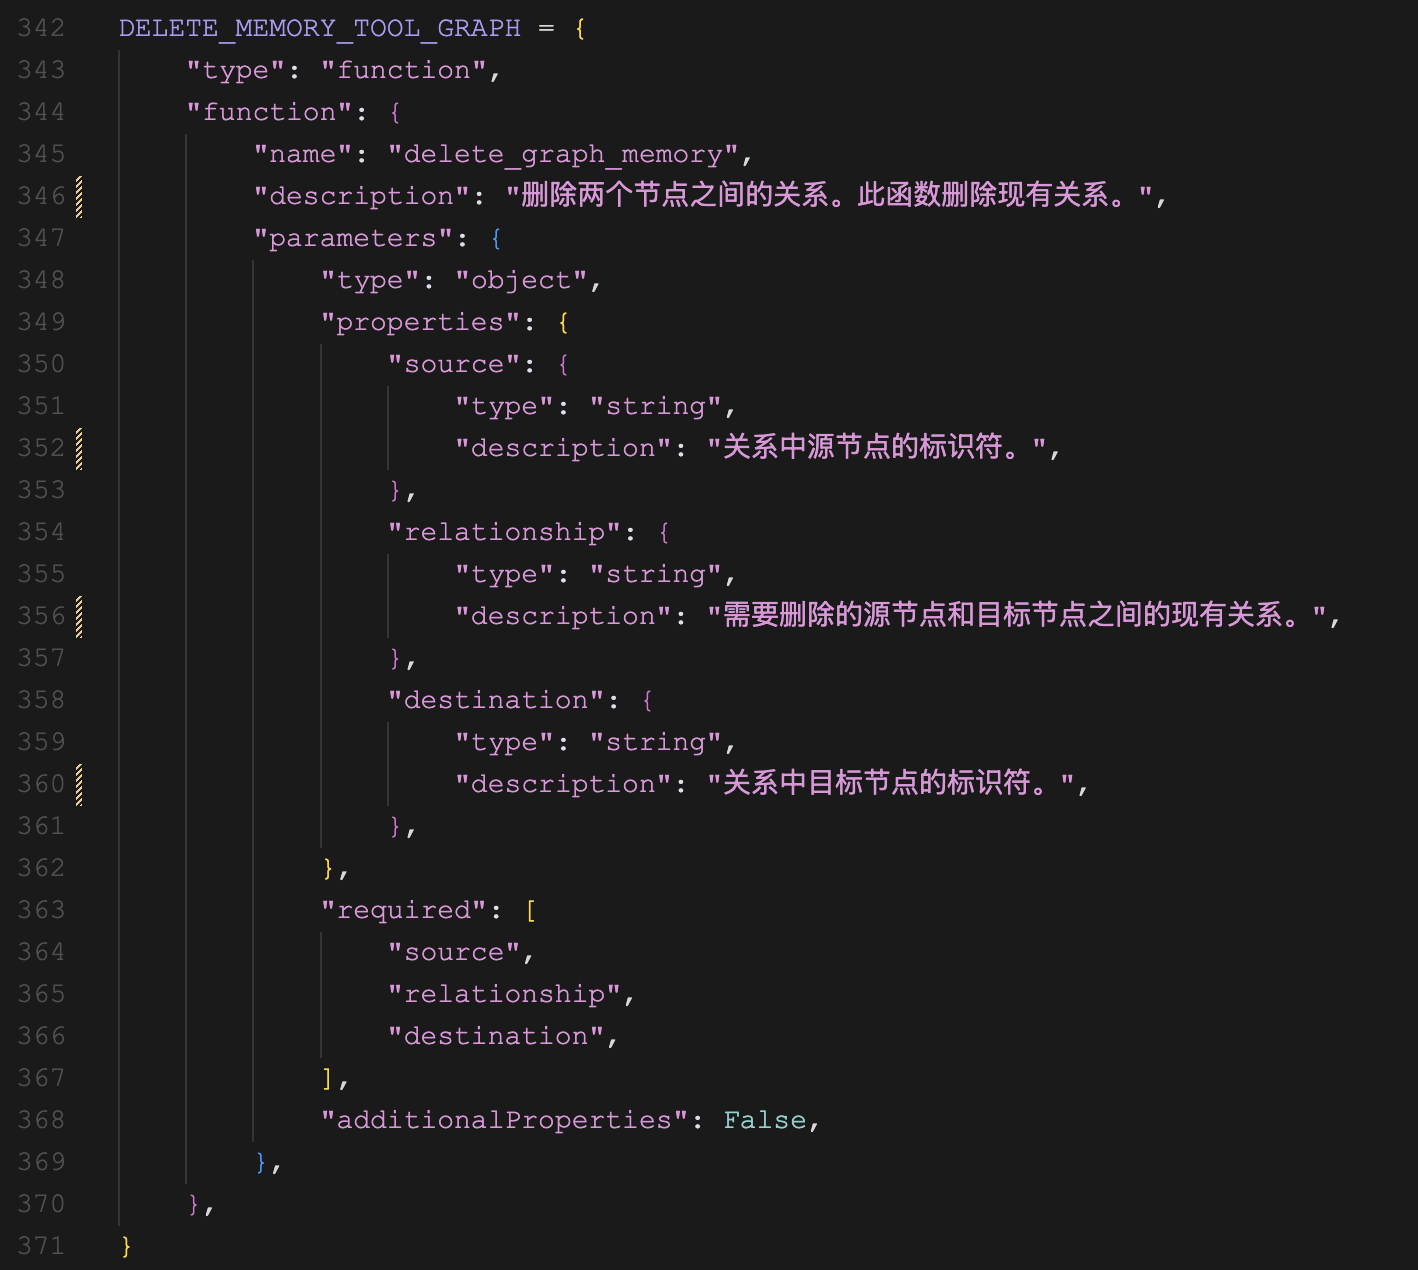 342 DELETE_MEMORY_TOOL_GRAPH = {
343     "type": "function",
344     "function": {
345         "name": "delete_graph_memory",
346         "description": "删除两个节点之间的关系。此函数删除现有关系。",
347         "parameters": {
348             "type": "object",
349             "properties": {
350                 "source": {
351                     "type": "string",
352                     "description": "关系中源节点的标识符。",
353                 },
354                 "relationship": {
355                     "type": "string",
356                     "description": "需要删除的源节点和目标节点之间的现有关系。",
357                 },
358                 "destination": {
359                     "type": "string",
360                     "description": "关系中目标节点的标识符。",
361                 },
362             },
363             "required": [
364                 "source",
365                 "relationship",
366                 "destination",
367             ],
368             "additionalProperties": False,
369         },
370     },
371 }